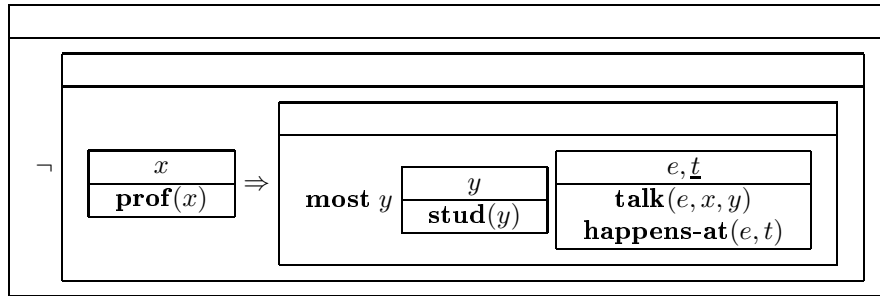 x
prof(x)
¬
⇒
most y
y
stud(y)
e, t
talk(e, x, y)
happens-at(e, t)